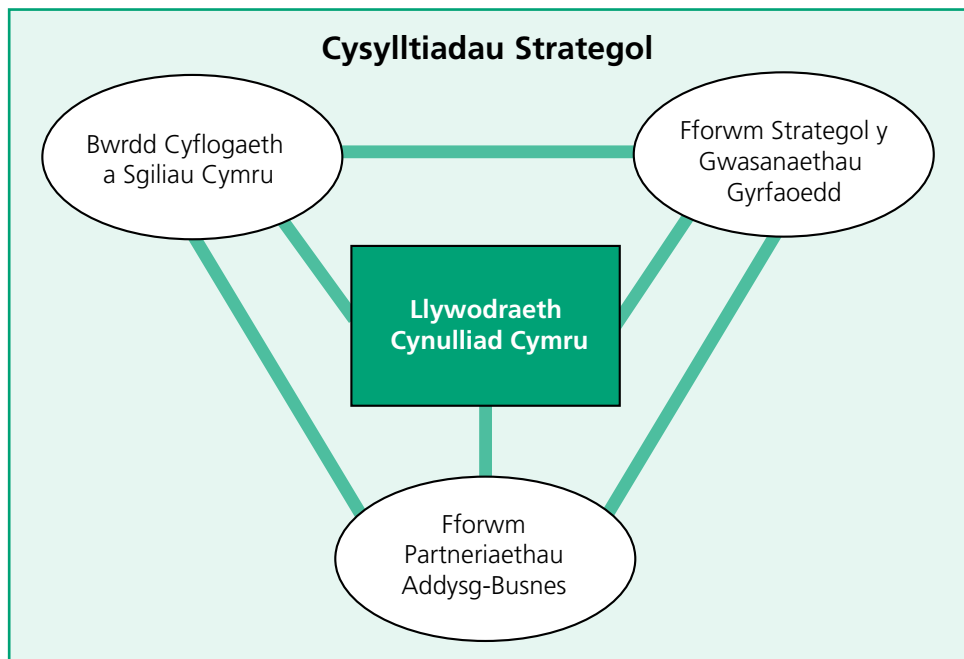 Cysylltiadau Strategol
Bwrdd Cyflogaeth
a Sgiliau Cymru
Fforwm Strategol y
Gwasanaethau
Gyrfaoedd
Llywodraeth
Cynulliad Cymru
Fforwm
Partneriaethau
Addysg-Busnes